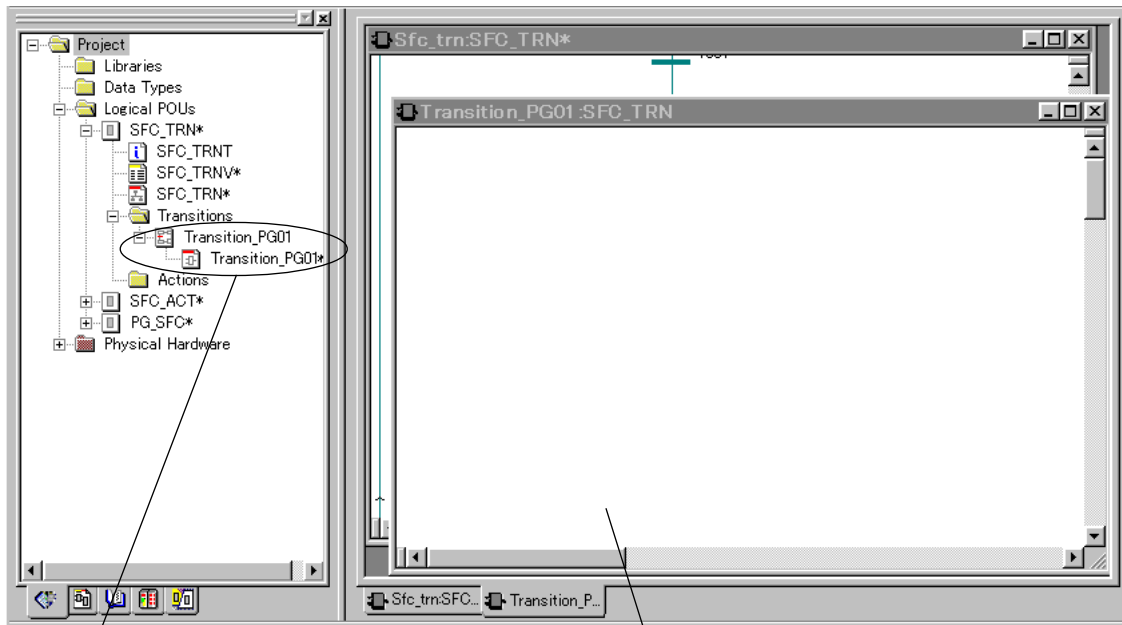 Project
Libraries
Data Types
Logical POUs
SFC_TRN*
SFC_TRNT
SFC_TRNV*
SFC_TRN*
Transitions
Transition_PG01
Transition_PG01*
Actions
SFC_ACT*
PG_SFC*
Physical Hardware
Sfc_trn:SFC_TRN*
Transition_PG01:SFC_TRN
Sfc_trn:SFC... Transition_P...